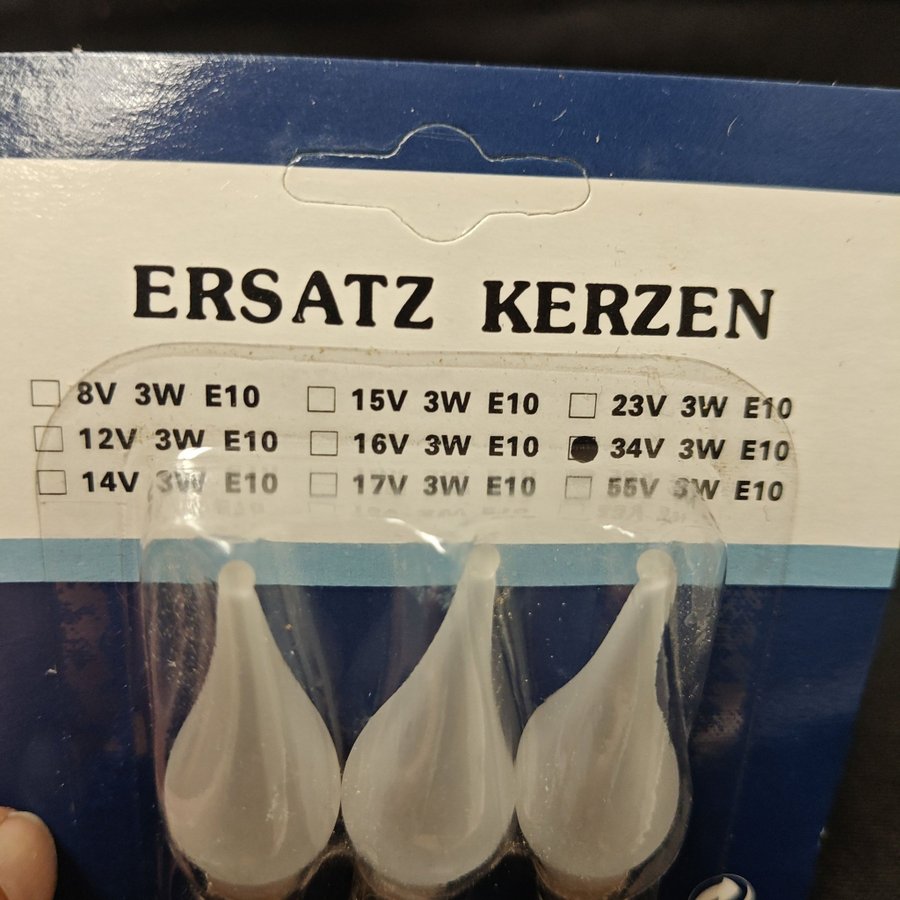 ERSATZ KERZEN
8V 3W E10 15V 3W E10 23V 3W E10
12V 3W E10 16V 3W E10 34V 3W E10
14V 3W E10 17V 3W E10 55V 3W E10